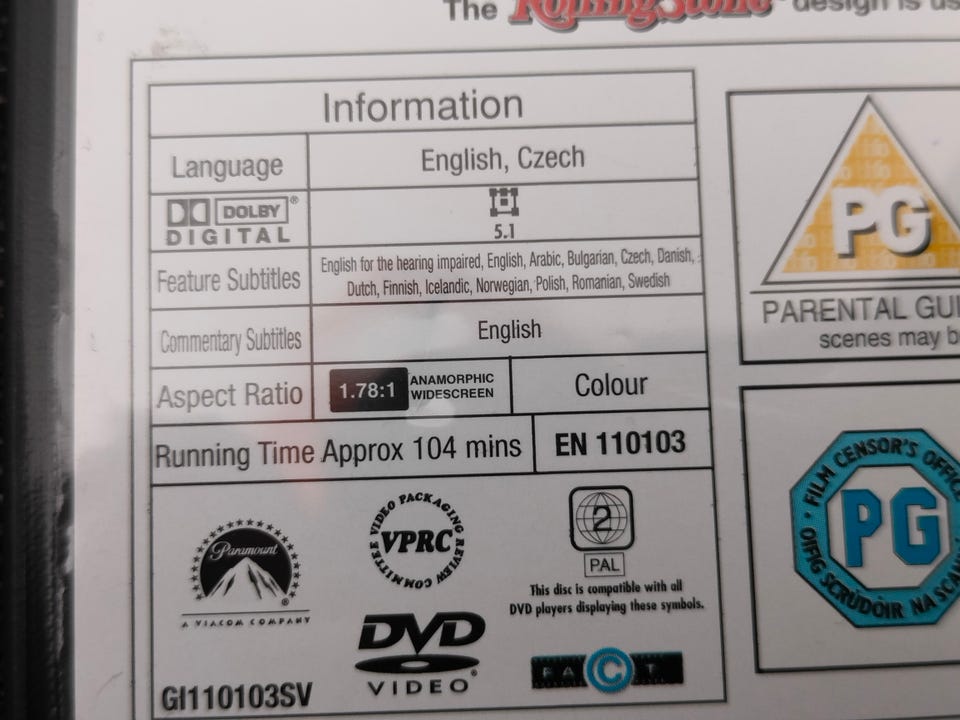 The RollingStone design is
Information
Language
English, Czech
DOLBY®
DIGITAL
5.1
Feature Subtitles
English for the hearing impaired, English, Arabic, Bulgarian, Czech, Danish,
Dutch, Finnish, Icelandic, Norwegian, Polish, Romanian, Swedish
Commentary Subtitles
English
Aspect Ratio
1.78:1
ANAMORPHIC
WIDESCREEN
Colour
Running Time Approx 104 mins
EN 110103
Paramount
®
A VIACOM COMPANY
VIDEO PACKAGING REVIEW COMMITTEE
VPRC
2
PAL
This disc is compatible with all
DVD players displaying these symbols.
DVD
VIDEO
FACT
GI110103SV
PG
PARENTAL
scenes may
FILM CENSOR'S
PG
OIFIG SCRÚDÓIR NA